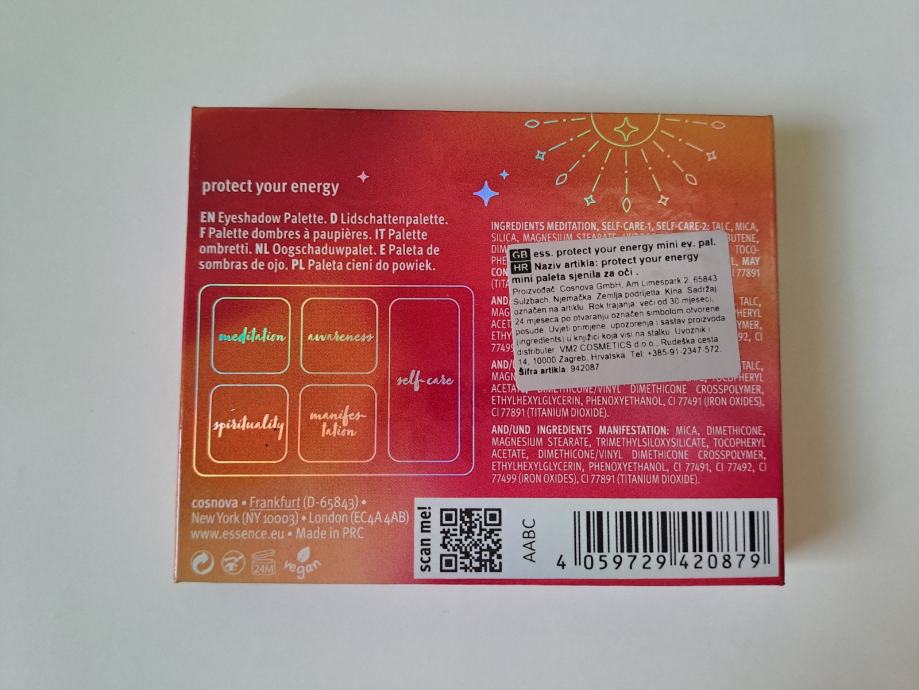 protect your energy
EN Eyeshadow Palette. D Lidschattenpalette.
F Palette dombres à paupières. IT Palette
ombretti. NL Oogschaduwpalet. E Paleta de
sombras de ojo. PL Paleta cieni do powiek.
meditation
awareness
self-care
spirituality
manifes-
tation
cosnova • Frankfurt (D-65843) •
New York (NY 10003) • London (EC4A 4AB)
www.essence.eu • Made in PRC
24M
vegan
INGREDIENTS MEDITATION, SELF-CARE-1, SELF-CARE-2: TALC, MICA,
SILICA, MAGNESIUM STEARATE,
GB ess. protect your energy mini ey. pal.
HR Naziv artikla: protect your energy
mini paleta sjenila za oči .
Proizvođač: Cosnova GmbH, Am Limespark 2, 65843
Sulzbach, Njemačka. Zemlja podrijetla: Kina. Sadržaj
označen na artiklu. Rok trajanja: veći od 30 mjeseci,
24 mjeseca po otvaranju označen simbolom otvorene
posude. Uvjeti primjene, upozorenja i sastav proizvoda
(ingredients) u knjižici koja visi na stalku. Uvoznik i
distributer: VM2 COSMETICS d.o.o., Rudeška cesta
14, 10000 Zagreb, Hrvatska. Tel: +385-91-2347 572.
Šifra artikla: 942087
ACETATE, DIMETHICONE/VINYL DIMETHICONE CROSSPOLYMER,
ETHYLHEXYLGLYCERIN, PHENOXYETHANOL, CI 77491 (IRON OXIDES),
CI 77891 (TITANIUM DIOXIDE).
AND/UND INGREDIENTS MANIFESTATION: MICA, DIMETHICONE,
MAGNESIUM STEARATE, TRIMETHYLSILOXYSILICATE, TOCOPHERYL
ACETATE, DIMETHICONE/VINYL DIMETHICONE CROSSPOLYMER,
ETHYLHEXYLGLYCERIN, PHENOXYETHANOL, CI 77491, CI 77492, CI
77499 (IRON OXIDES), CI 77891 (TITANIUM DIOXIDE).
scan me!
AABC
4 059729 420879